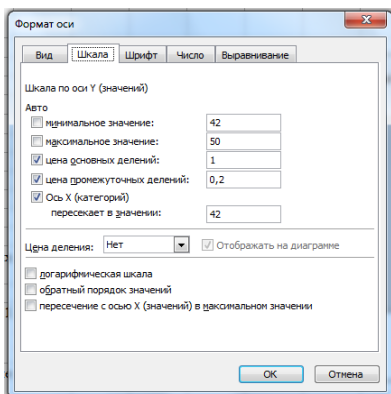 Формат оси
Вид Шкала Шрифт Число Выравнивание
Шкала по оси Y (значений)
Авто
минимальное значение: 42
максимальное значение: 50
цена основных делений: 1
цена промежуточных делений: 0,2
Ось X (категорий)
пересекает в значении: 42
Цена деления: Нет Отображать на диаграмме
логарифмическая шкала
обратный порядок значений
пересечение с осью X (значений) в максимальном значении
ОК Отмена